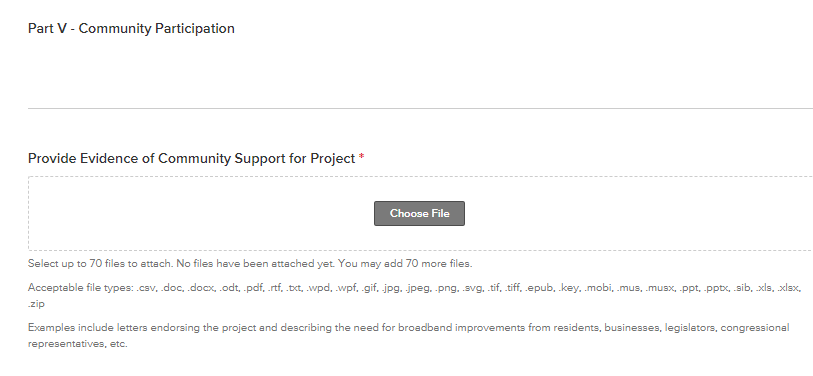 Part V - Community Participation
Provide Evidence of Community Support for Project *
Choose File
Select up to 70 files to attach. No files have been attached yet. You may add 70 more files.
Acceptable file types: .csv, .doc, .docx, .odt, .pdf, .rtf, .txt, .wpd, .wpf, .gif, .jpg, .jpeg, .png, .svg, .tif, .tiff, .epub, .key, .mobi, .mus, .musx, .ppt, .pptx, .sib, .xls, .xlsx,
.zip
Examples include letters endorsing the project and describing the need for broadband improvements from residents, businesses, legislators, congressional
representatives, etc.